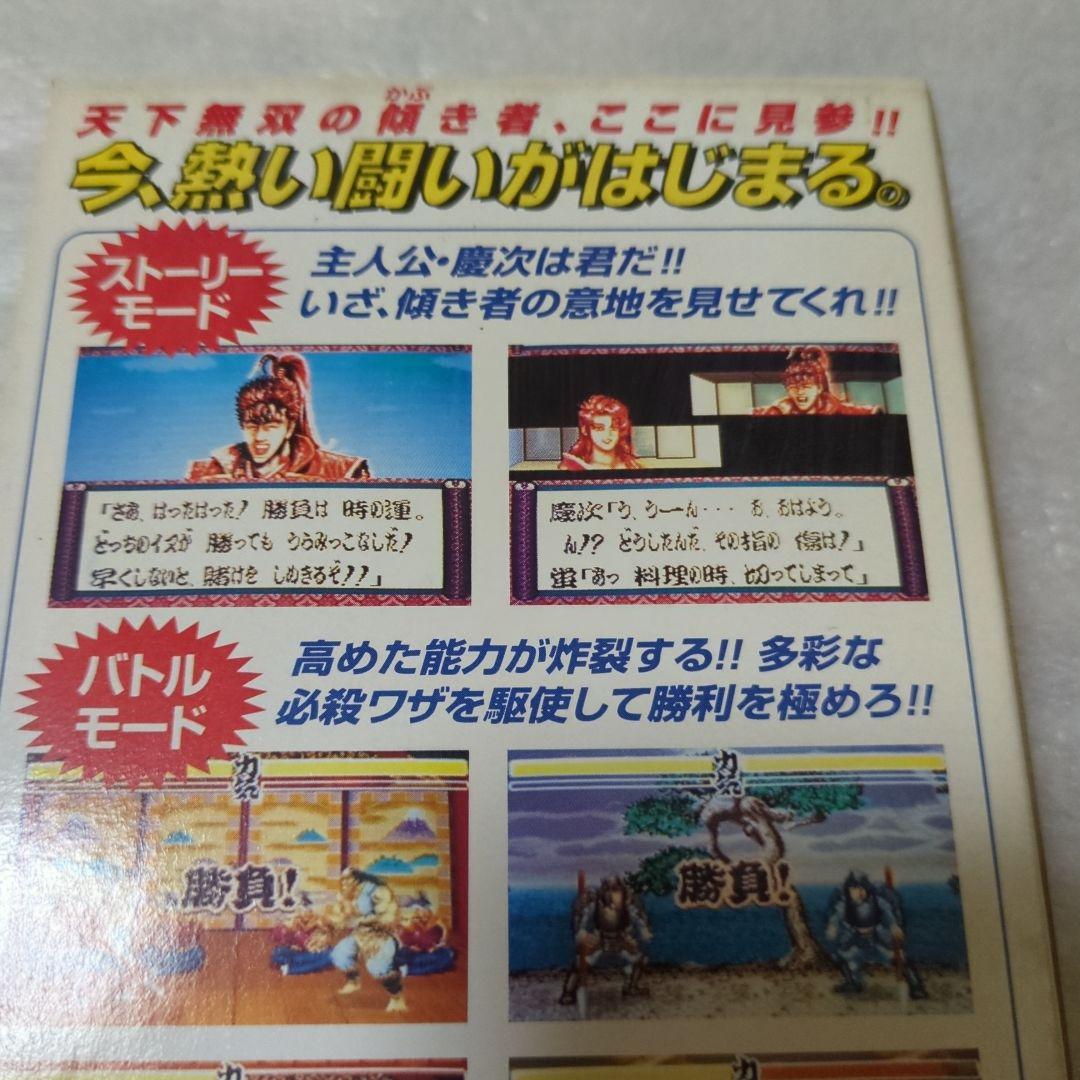 天下無双の傾き者、ここに見参!!
かぶ
今、熱い闘いがはじまる。
ストーリー
モード
主人公・慶次は君だ!!
いざ、傾き者の意地を見せてくれ!!
「さあ、はったはった! 勝負は 時の運。
どっちのイヌが 勝っても うらみっこなしだ!
早くしないと、賭けを しめきるぞ!!」
慶次「う、うーん・・・ お、おはよう。
ん!? どうしたんだ、その指の 傷は!」
蛍「あっ 料理の時、切ってしまって」
バトル
モード
高めた能力が炸裂する!! 多彩な
必殺ワザを駆使して勝利を極めろ!!
勝負!
勝負!